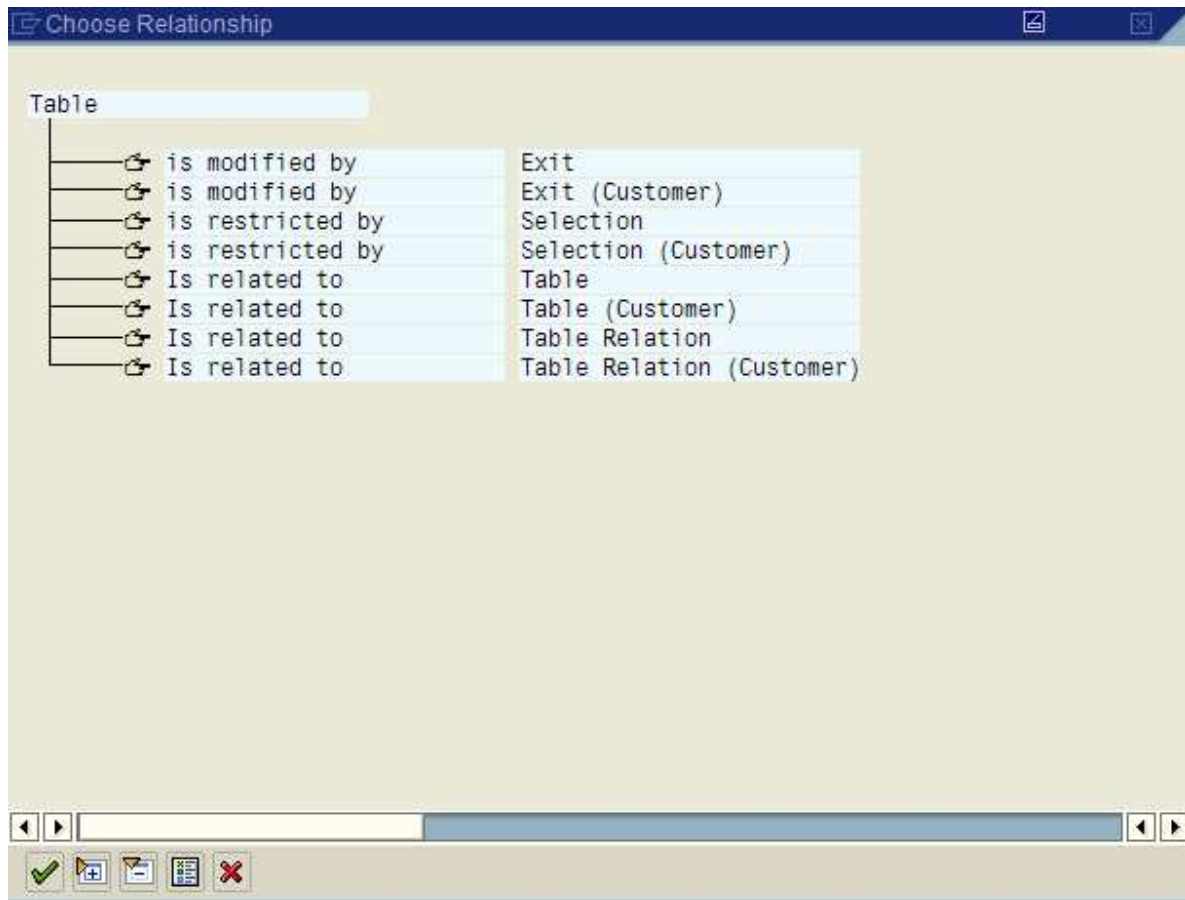 Choose Relationship
Table
is modified by Exit
is modified by Exit (Customer)
is restricted by Selection
is restricted by Selection (Customer)
Is related to Table
Is related to Table (Customer)
Is related to Table Relation
Is related to Table Relation (Customer)